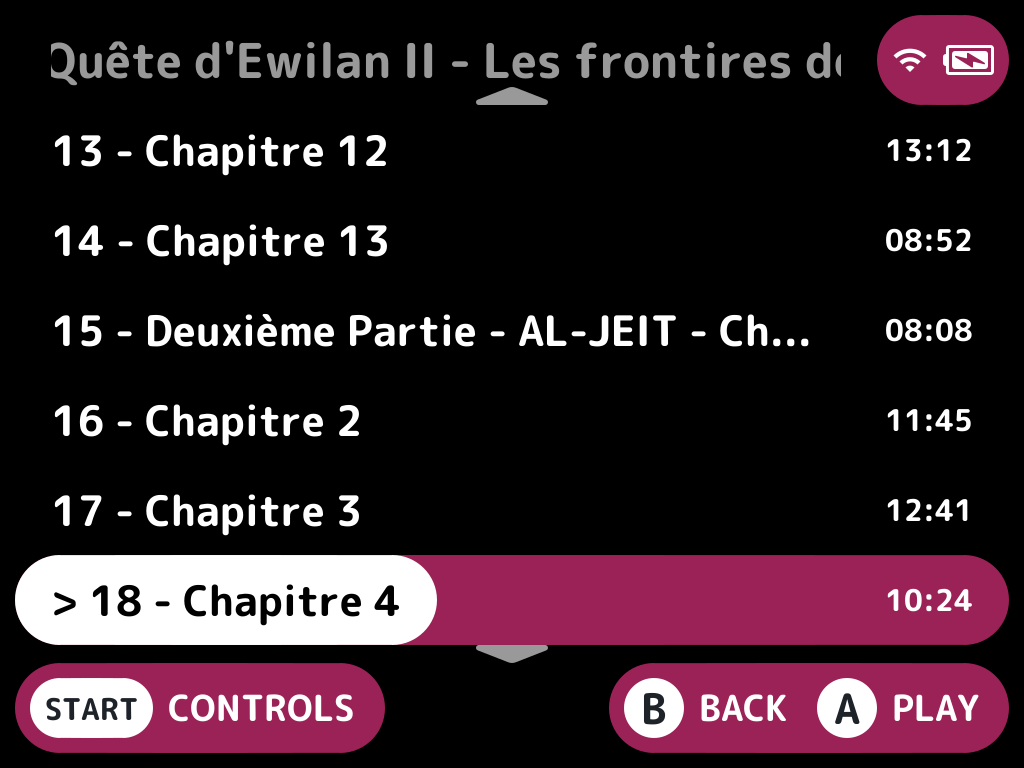 Quête d'Ewilan II - Les frontires de
13 - Chapitre 12
13:12
14 - Chapitre 13
08:52
15 - Deuxième Partie - AL-JEIT - Ch...
08:08
16 - Chapitre 2
11:45
17 - Chapitre 3
12:41
> 18 - Chapitre 4
10:24
START CONTROLS
B BACK A PLAY